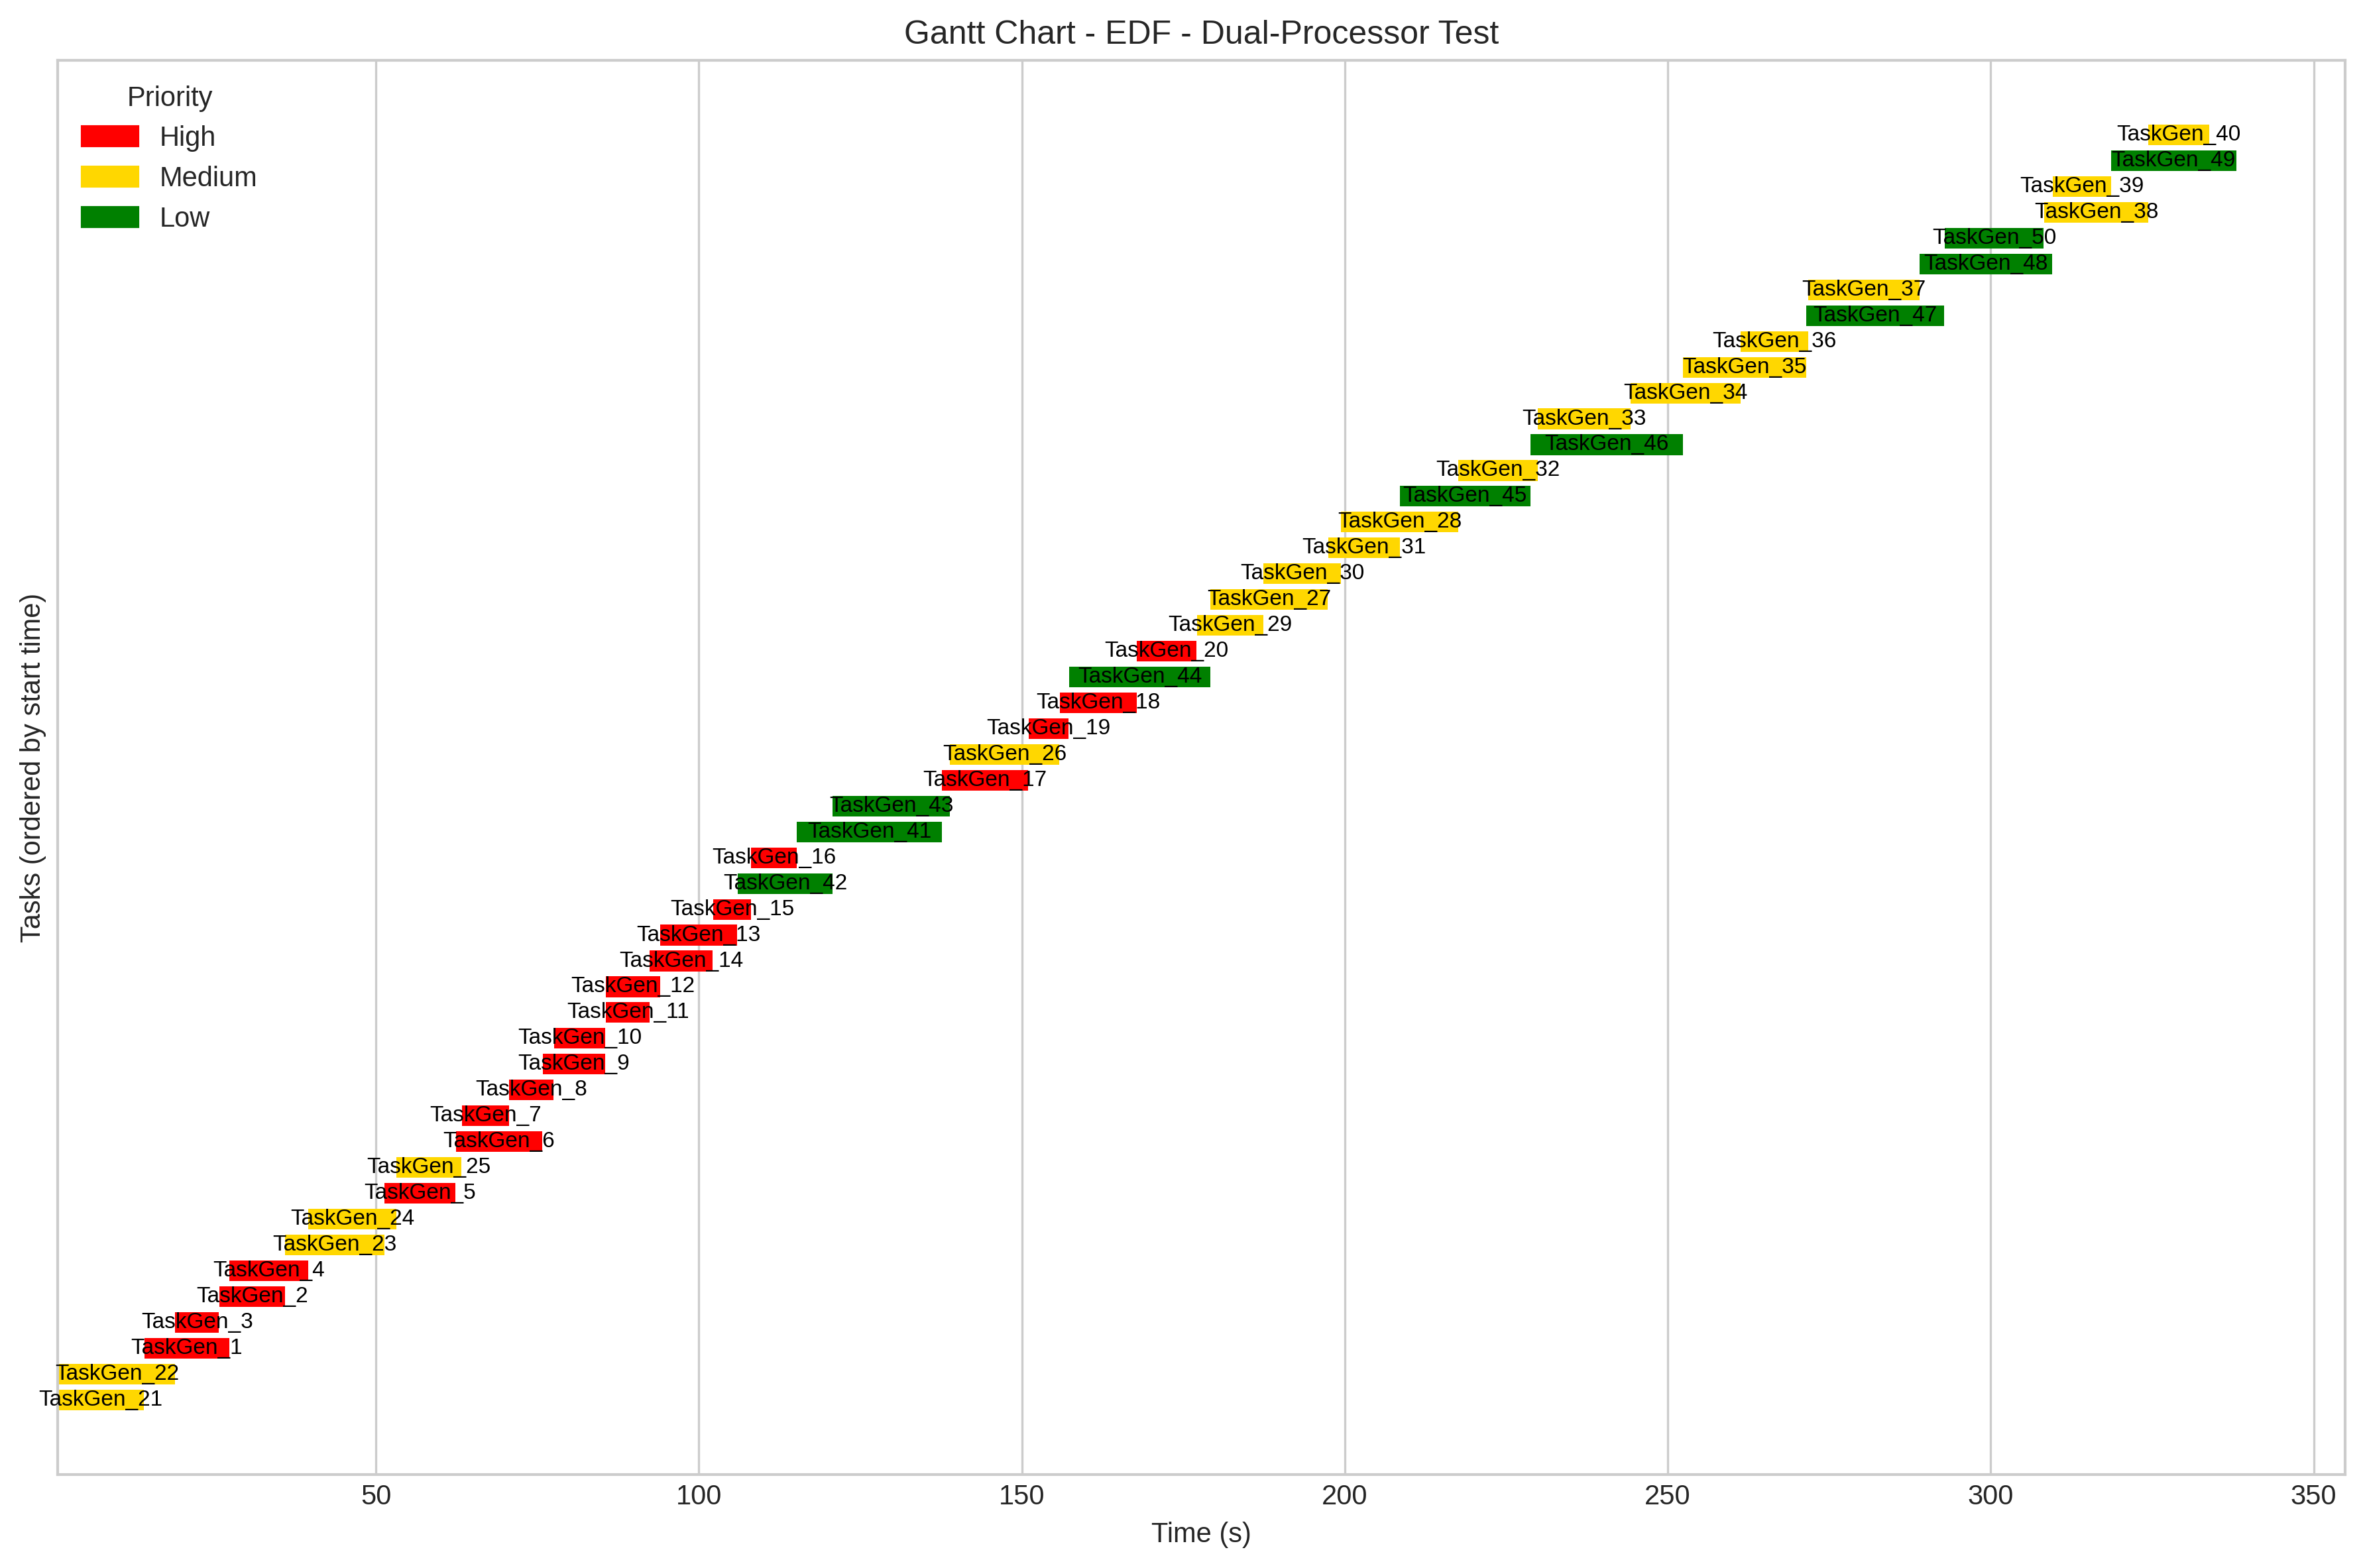 Gantt Chart - EDF - Dual-Processor Test
Priority
High
Medium
Low
TaskGen_40
TaskGen_49
TaskGen_39
TaskGen_38
TaskGen_50
TaskGen_48
TaskGen_37
TaskGen_47
TaskGen_36
TaskGen_35
TaskGen_34
TaskGen_33
TaskGen_46
TaskGen_32
TaskGen_45
TaskGen_28
TaskGen_31
TaskGen_30
TaskGen_27
TaskGen_29
TaskGen_20
TaskGen_44
TaskGen_18
TaskGen_19
TaskGen_26
TaskGen_17
TaskGen_43
TaskGen_41
TaskGen_16
TaskGen_42
TaskGen_15
TaskGen_13
TaskGen_14
TaskGen_12
TaskGen_11
TaskGen_10
TaskGen_9
TaskGen_8
TaskGen_7
TaskGen_6
TaskGen_25
TaskGen_5
TaskGen_24
TaskGen_23
TaskGen_4
TaskGen_2
TaskGen_3
TaskGen_1
TaskGen_22
TaskGen_21
Tasks (ordered by start time)
50 100 150 200 250 300 350
Time (s)